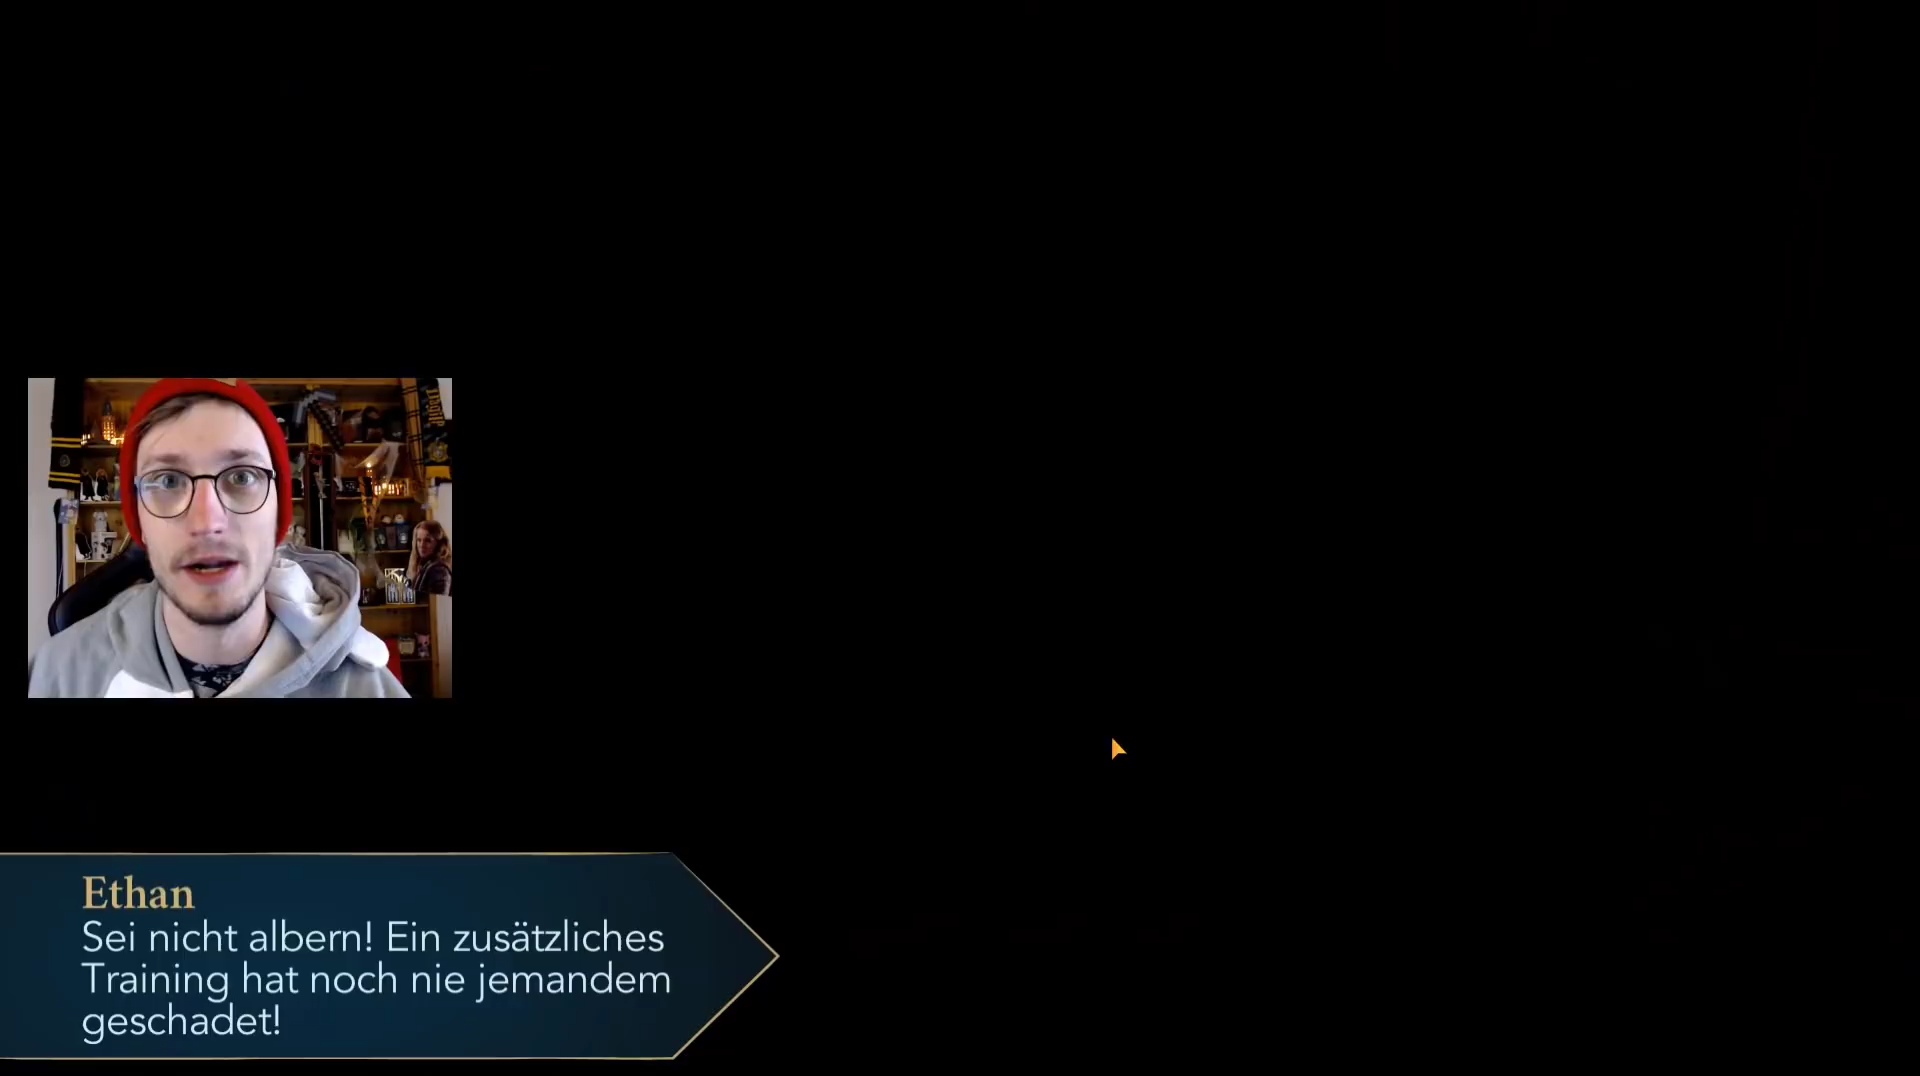 Ethan
Sei nicht albern! Ein zusätzliches
Training hat noch nie jemandem
geschadet!